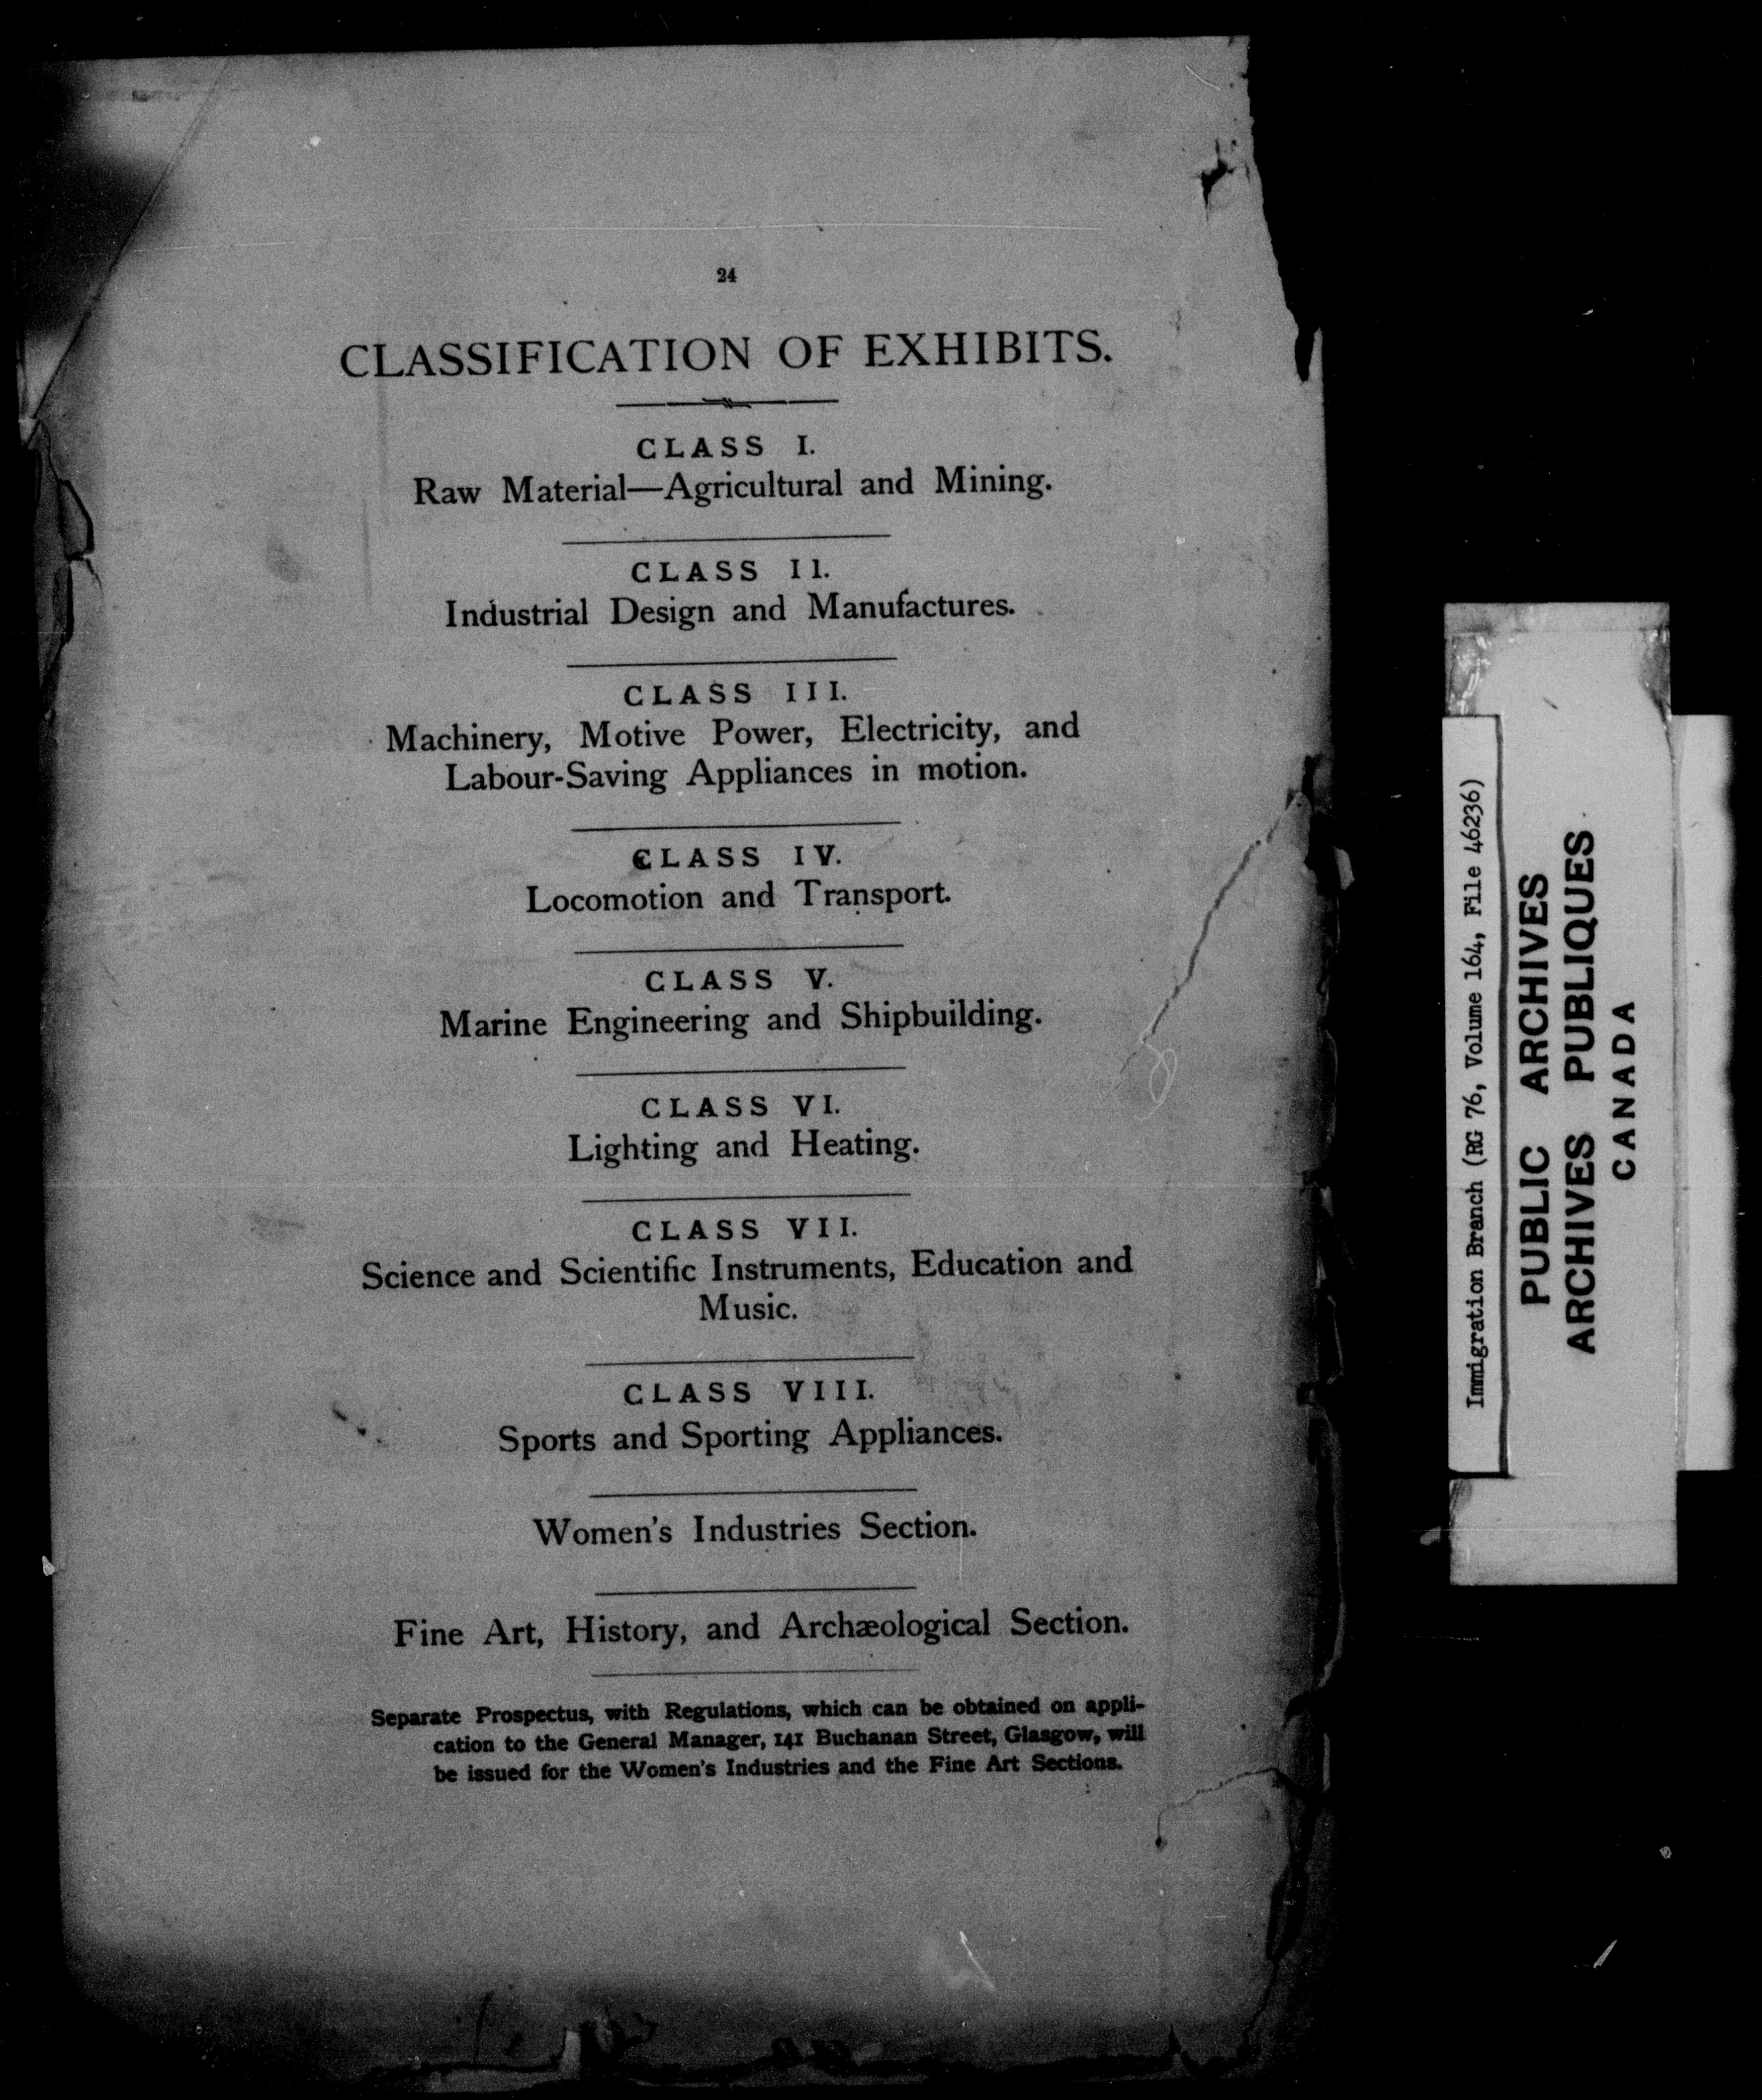 24
CLASSIFICATION OF EXHIBITS.
CLASS I.
Raw Material—Agricultural and Mining.
CLASS II.
Industrial Design and Manufactures.
CLASS III.
Machinery, Motive Power, Electricity, and
Labour-Saving Appliances in motion.
CLASS IV.
Locomotion and Transport.
CLASS V.
Marine Engineering and Shipbuilding.
CLASS VI.
Lighting and Heating.
CLASS VII.
Science and Scientific Instruments, Education and
Music.
CLASS VIII.
Sports and Sporting Appliances.
Women's Industries Section.
Fine Art, History, and Archæological Section.
Separate Prospectus, with Regulations, which can be obtained on appli-
cation to the General Manager, 141 Buchanan Street, Glasgow, will
be issued for the Women's Industries and the Fine Art Sections.
Immigration Branch (RG 76, Volume 164, File 46236)
PUBLIC ARCHIVES
ARCHIVES PUBLIQUES
CANADA